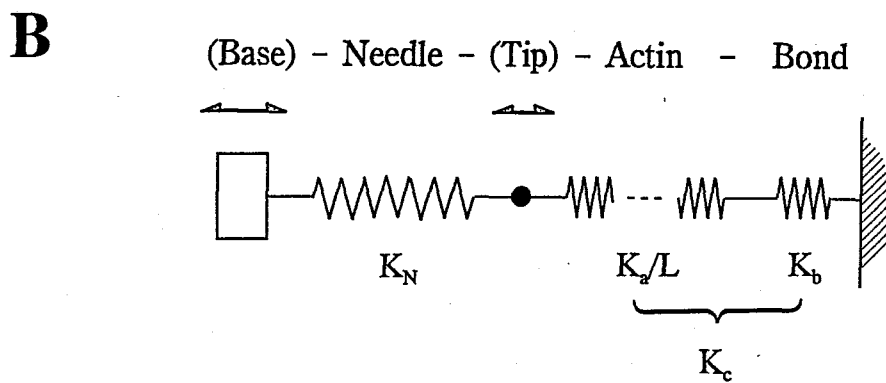 B
(Base) – Needle – (Tip) – Actin – Bond
K_N K_a/L K_b
K_c